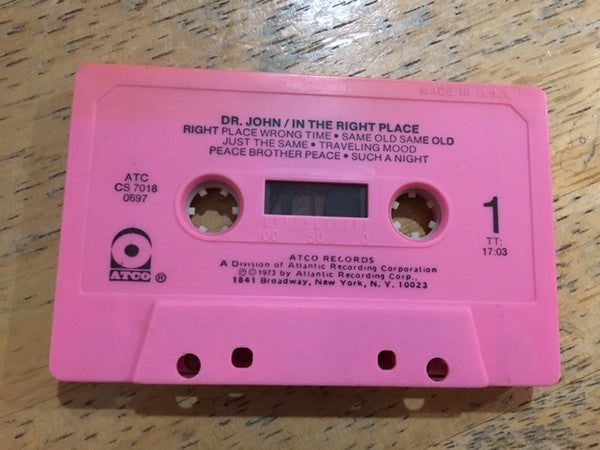 MADE IN U.S.A.
DR. JOHN / IN THE RIGHT PLACE
RIGHT PLACE WRONG TIME • SAME OLD SAME OLD
JUST THE SAME • TRAVELING MOOD
PEACE BROTHER PEACE • SUCH A NIGHT
ATC
CS 7018
0697
1
TT:
17:03
100 50 0
ATCO ®
ATCO RECORDS
A Division of Atlantic Recording Corporation
℗ © 1973 by Atlantic Recording Corp.,
1841 Broadway, New York, N. Y. 10023